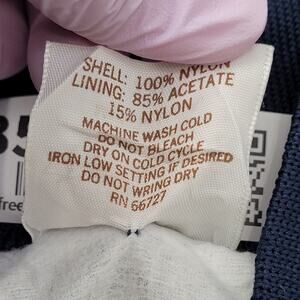 SHELL: 100% NYLON
LINING: 85% ACETATE
15% NYLON
MACHINE WASH COLD
DO NOT BLEACH
DRY ON COLD CYCLE
IRON LOW SETTING IF DESIRED
DO NOT WRING DRY
RN 66727
free